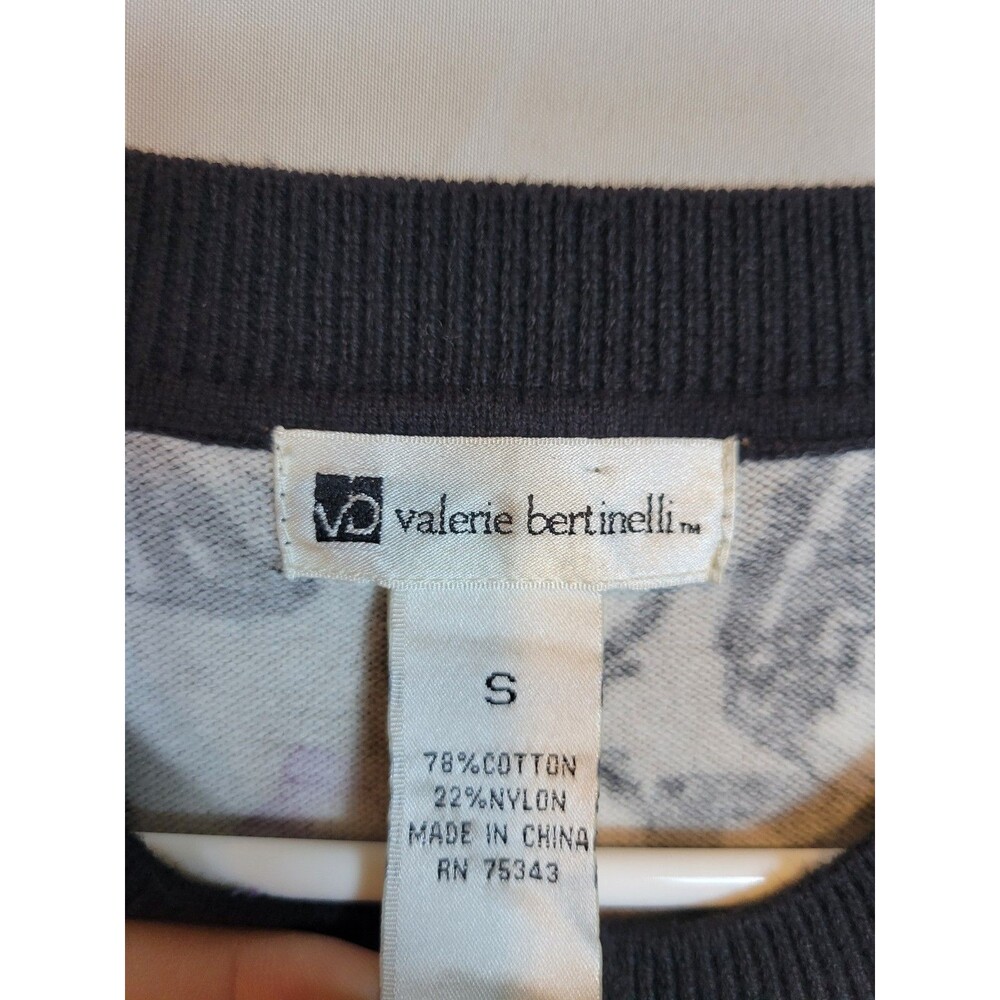 vb valerie bertinelli™
S
78%COTTON
22%NYLON
MADE IN CHINA
RN 75343